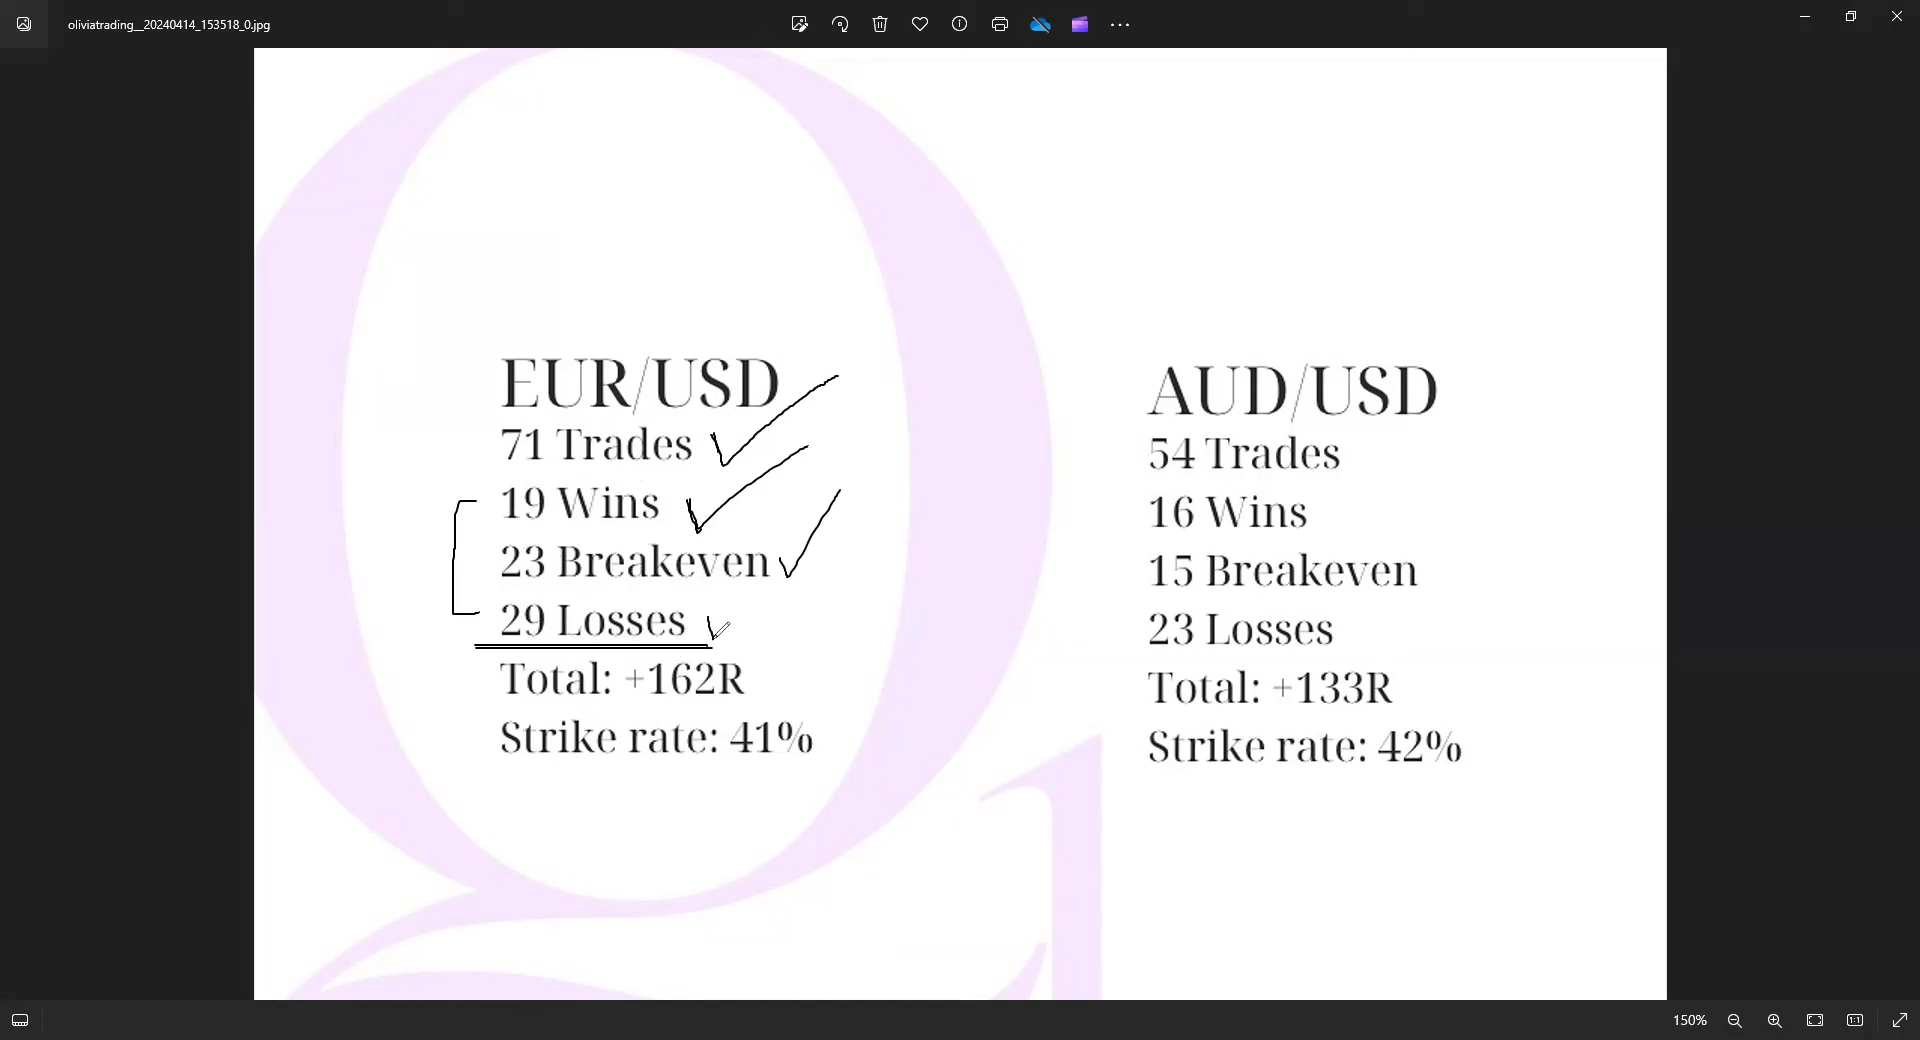 oliviatrading__20240414_153518_0.jpg
EUR/USD
71 Trades
19 Wins
23 Breakeven
29 Losses
Total: +162R
Strike rate: 41%
AUD/USD
54 Trades
16 Wins
15 Breakeven
23 Losses
Total: +133R
Strike rate: 42%
150%